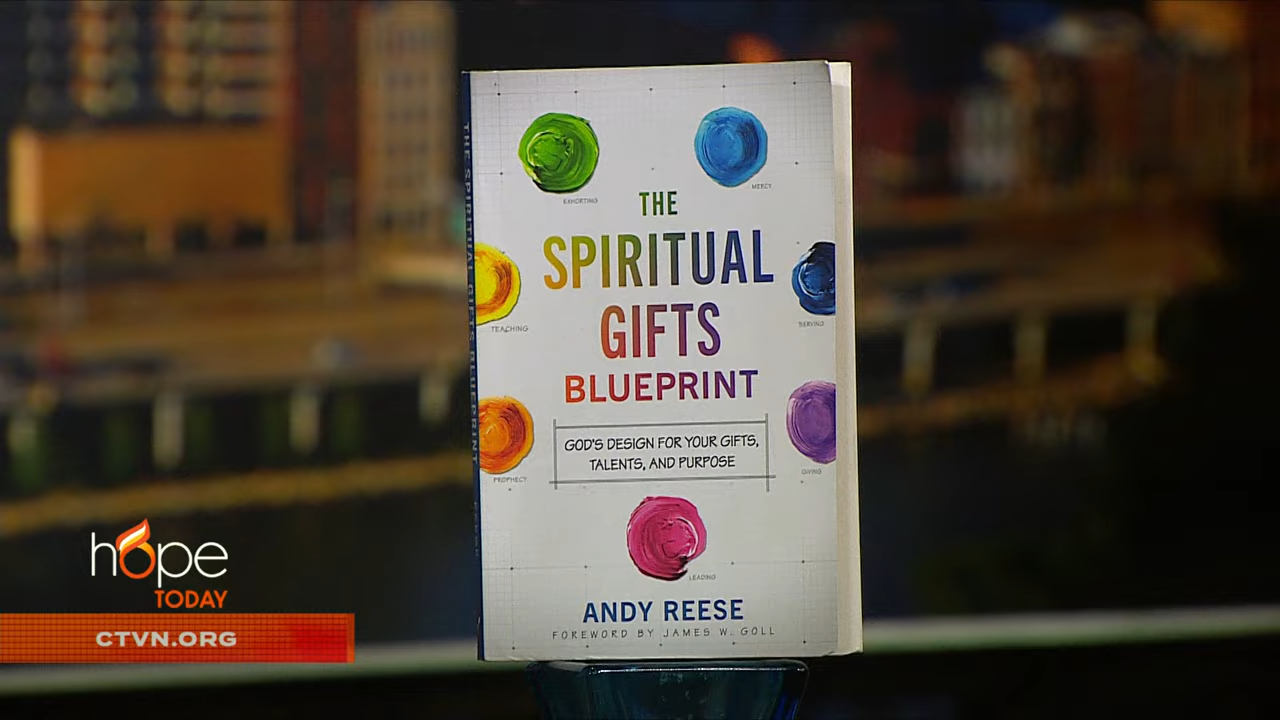 EXHORTING
MERCY
THE
SPIRITUAL
GIFTS
BLUEPRINT
TEACHING
SERVING
GOD'S DESIGN FOR YOUR GIFTS,
TALENTS, AND PURPOSE
PROPHECY
GIVING
LEADING
ANDY REESE
FOREWORD BY JAMES W. GOLL
THE SPIRITUAL GIFTS BLUEPRINT
hope
TODAY
CTVN.ORG